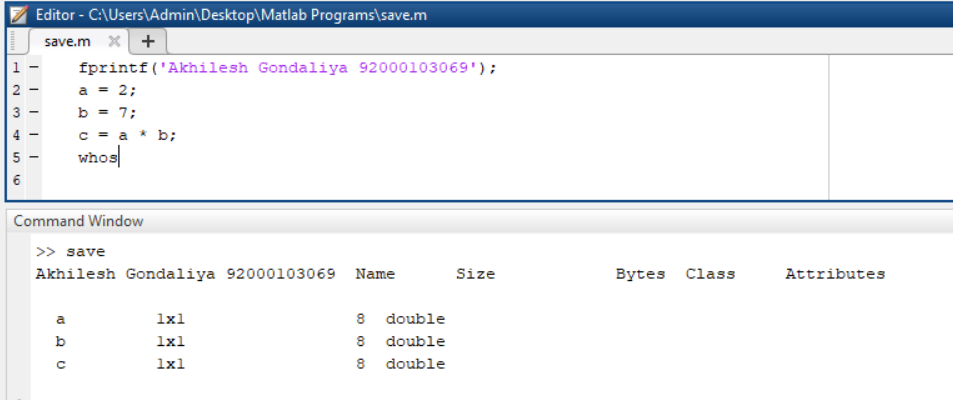 Editor - C:\Users\Admin\Desktop\Matlab Programs\save.m
save.m × +
1 - fprintf('Akhilesh Gondaliya 92000103069');
2 - a = 2;
3 - b = 7;
4 - c = a * b;
5 - whos
6
Command Window
>> save
Akhilesh Gondaliya 92000103069 Name Size Bytes Class Attributes
a 1x1 8 double
b 1x1 8 double
c 1x1 8 double